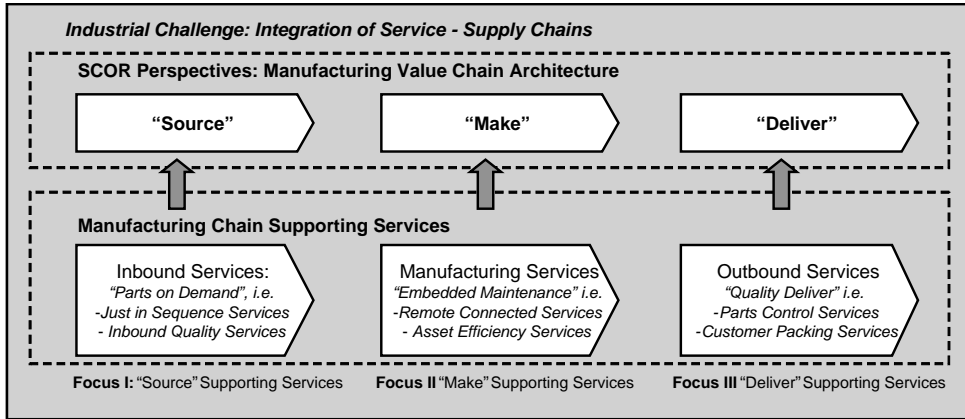 Industrial Challenge: Integration of Service - Supply Chains
SCOR Perspectives: Manufacturing Value Chain Architecture
“Source”
“Make”
“Deliver”
Manufacturing Chain Supporting Services
Inbound Services:
“Parts on Demand”, i.e.
-Just in Sequence Services
- Inbound Quality Services
Manufacturing Services
“Embedded Maintenance” i.e.
-Remote Connected Services
- Asset Efficiency Services
Outbound Services
“Quality Deliver” i.e.
-Parts Control Services
-Customer Packing Services
Focus I: “Source” Supporting Services
Focus II “Make” Supporting Services
Focus III “Deliver” Supporting Services